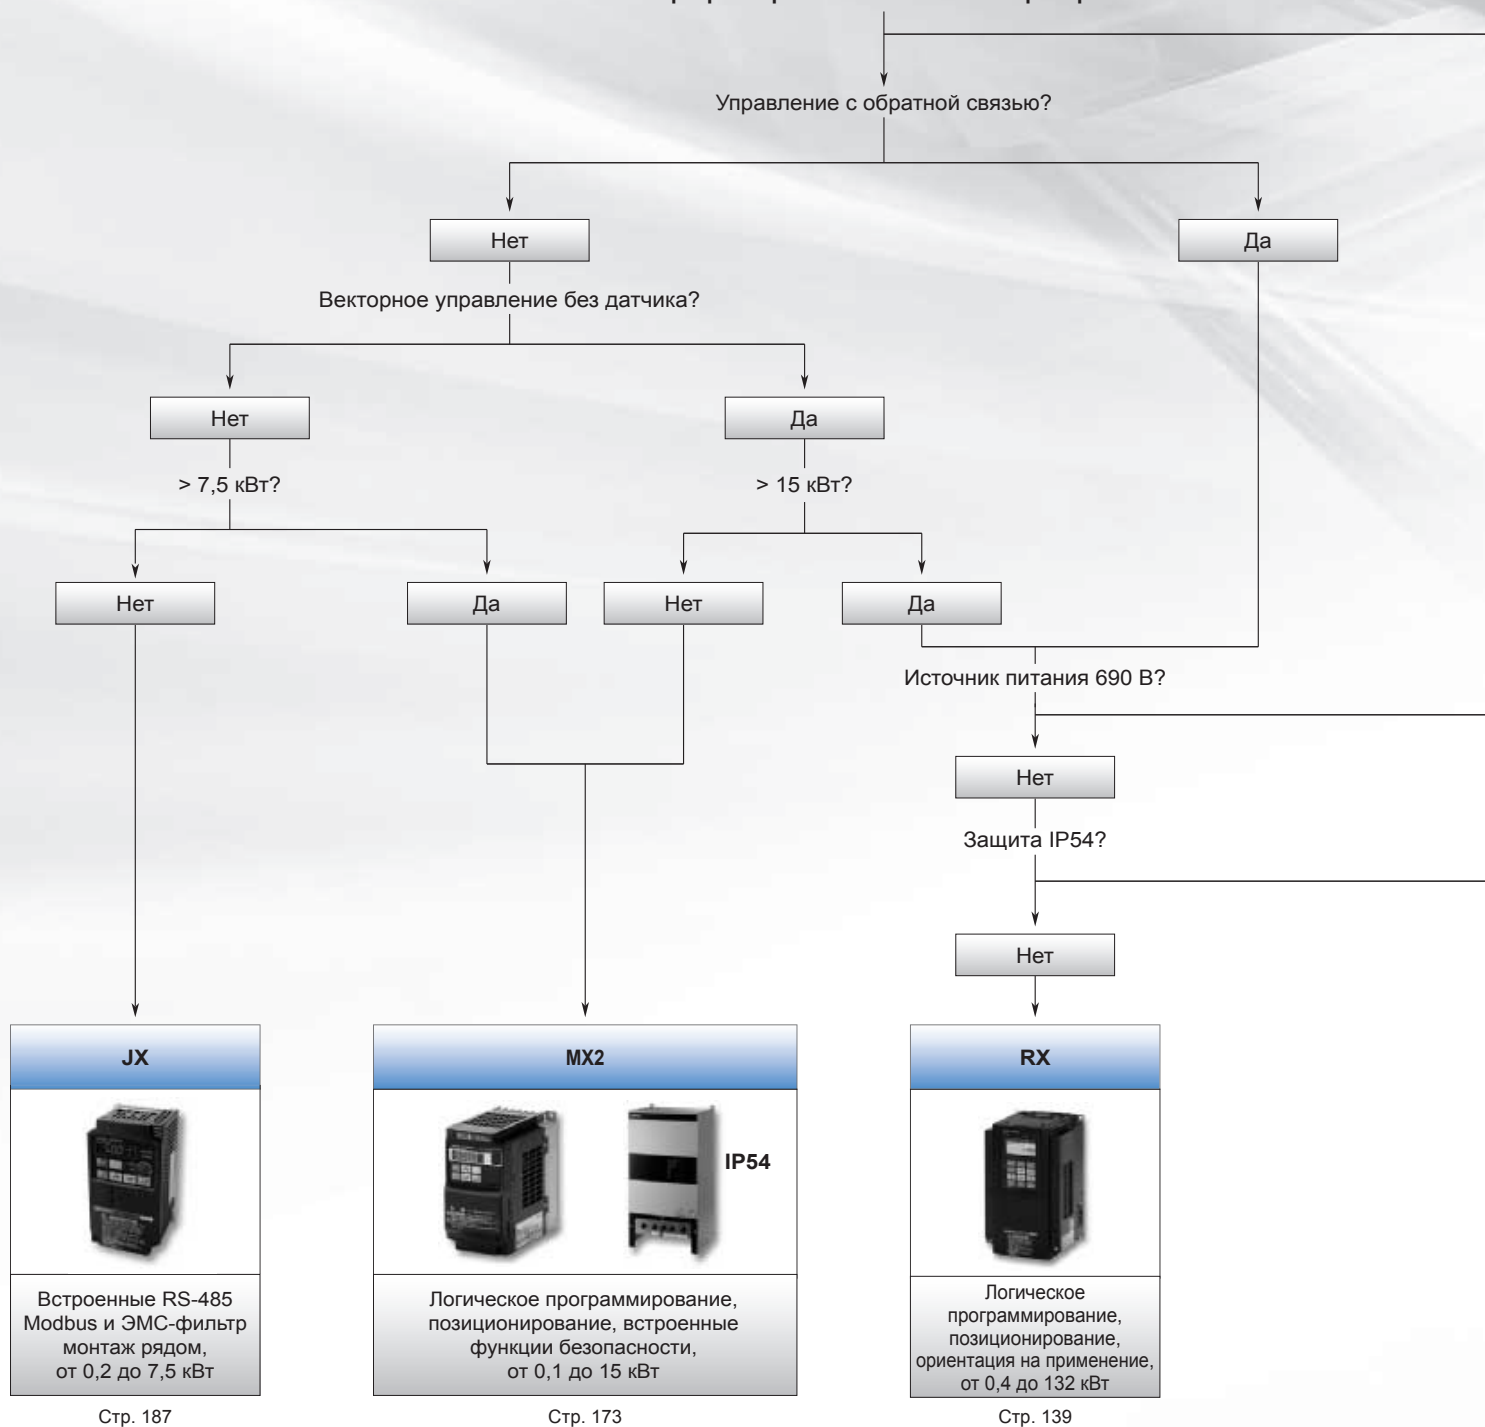 Управление с обратной связью?
Нет
Да
Векторное управление без датчика?
Нет
Да
> 7,5 кВт?
> 15 кВт?
Нет
Да
Нет
Да
Источник питания 690 В?
Нет
Защита IP54?
Нет
JX
MX2
RX
IP54
Встроенные RS-485
Modbus и ЭМС-фильтр
монтаж рядом,
от 0,2 до 7,5 кВт
Логическое программирование,
позиционирование, встроенные
функции безопасности,
от 0,1 до 15 кВт
Логическое
программирование,
позиционирование,
ориентация на применение,
от 0,4 до 132 кВт
Стр. 187
Стр. 173
Стр. 139